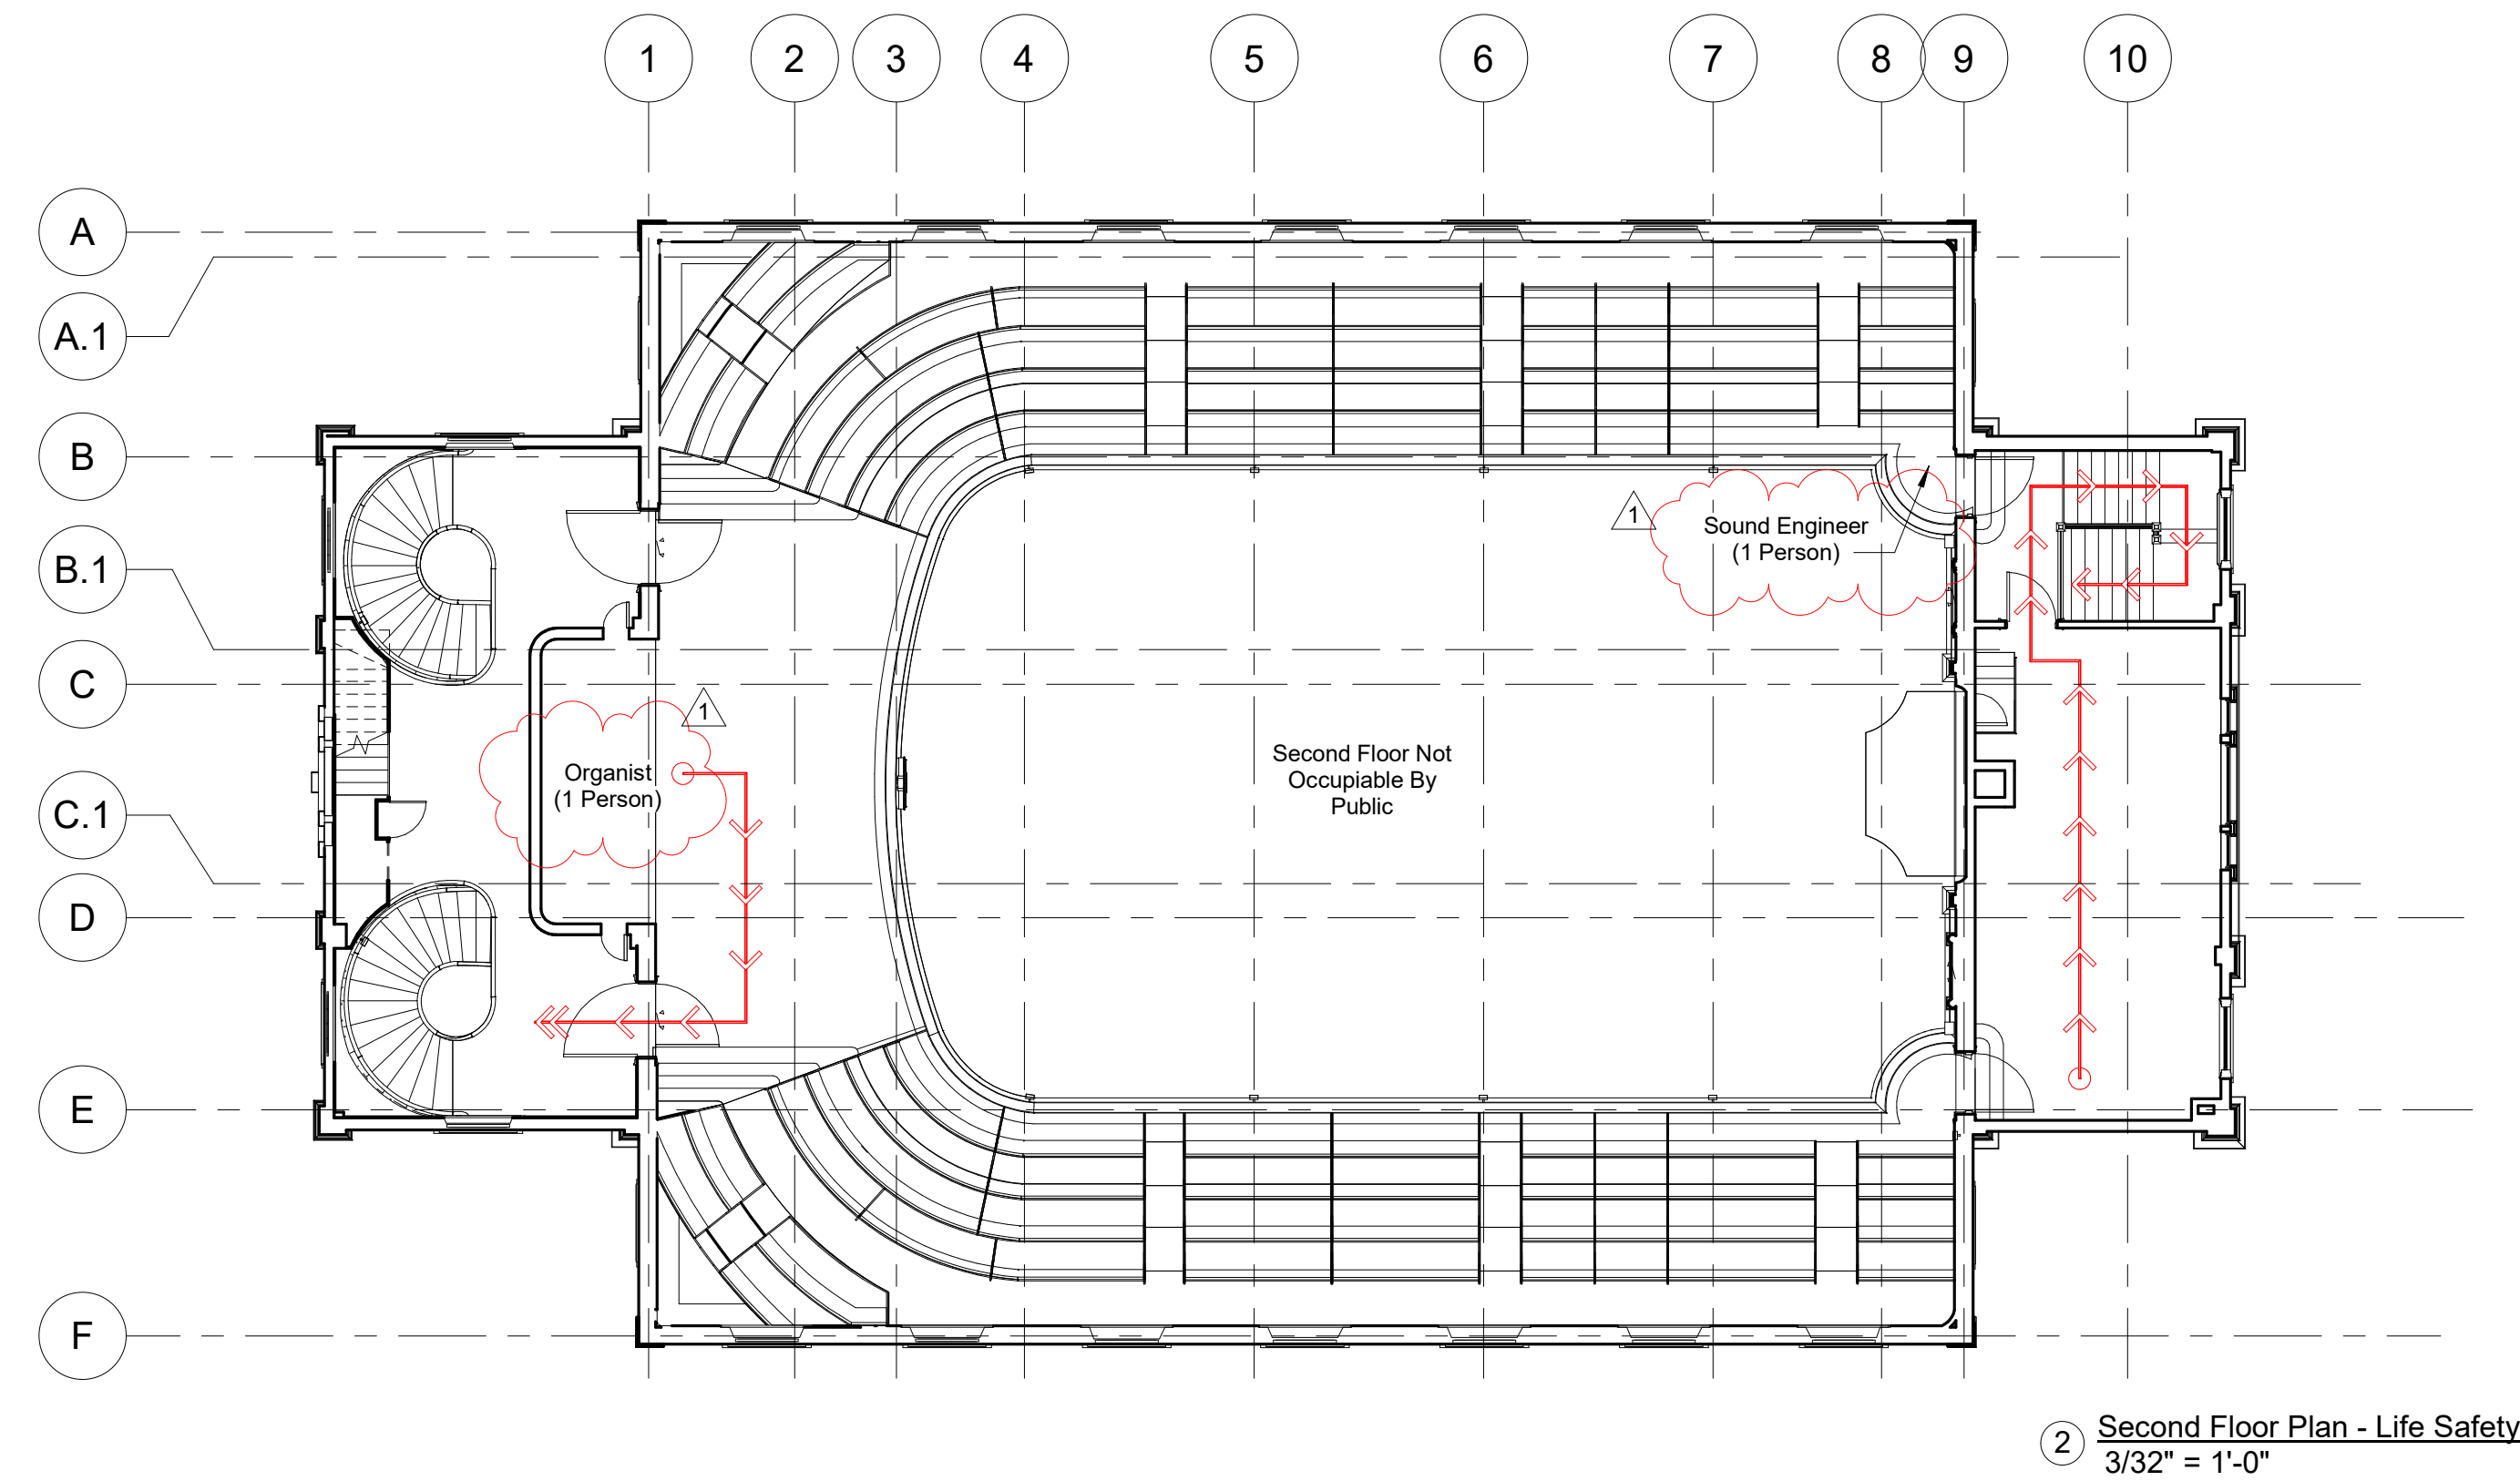 1
2
3
4
5
6
7
8
9
10
A
A.1
B
B.1
C
C.1
D
E
F
1
Sound Engineer
(1 Person)
1
Organist
(1 Person)
Second Floor Not
Occupiable By
Public
2
Second Floor Plan - Life Safety
3/32" = 1'-0"